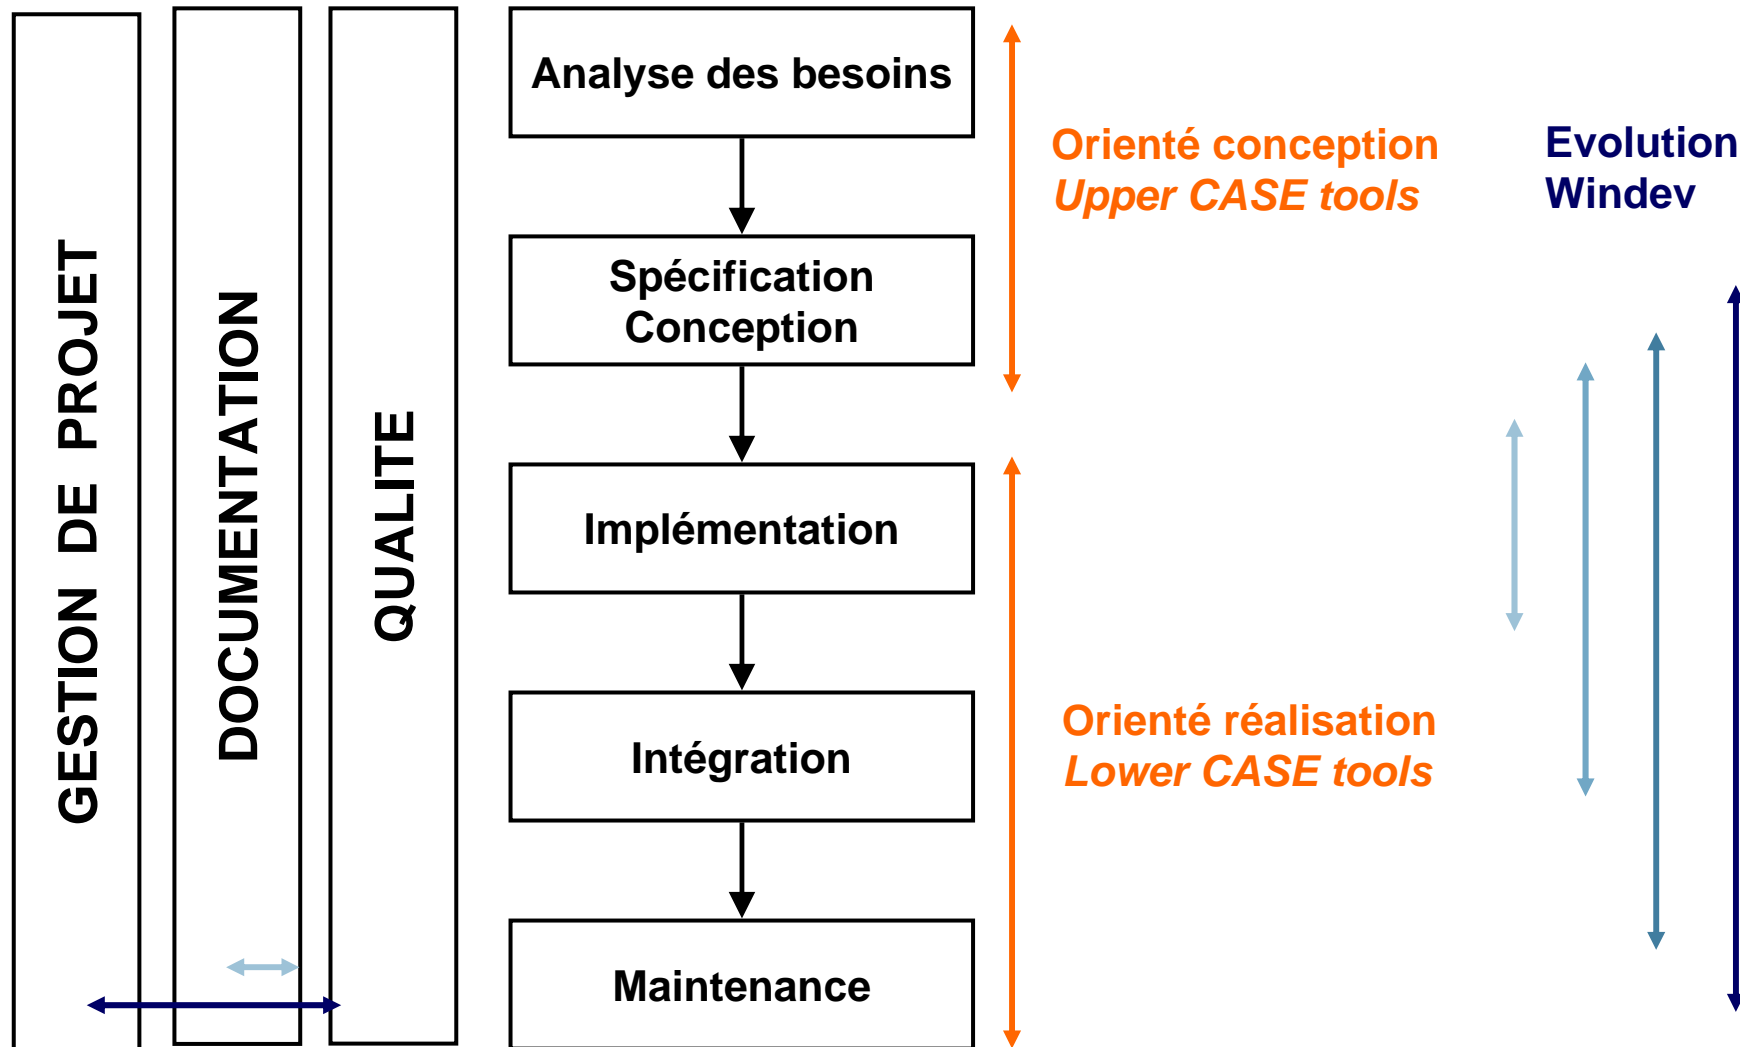 GESTION DE PROJET
DOCUMENTATION
QUALITE
Analyse des besoins
Spécification
Conception
Implémentation
Intégration
Maintenance
Orienté conception
Upper CASE tools
Orienté réalisation
Lower CASE tools
Evolution
Windev